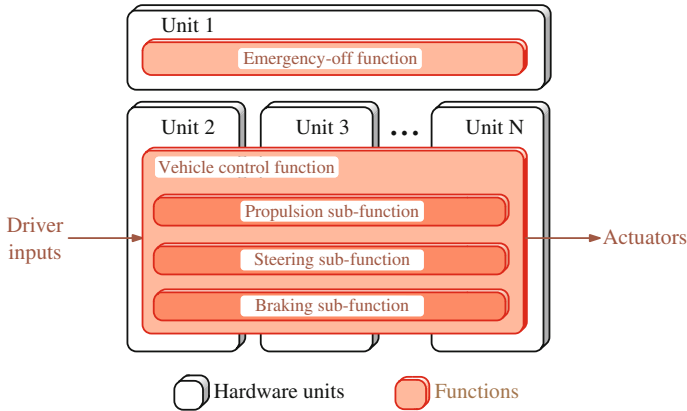 Unit 1
Emergency-off function
Unit 2
Unit 3
...
Unit N
Vehicle control function
Propulsion sub-function
Driver
inputs
Steering sub-function
Actuators
Braking sub-function
Hardware units
Functions